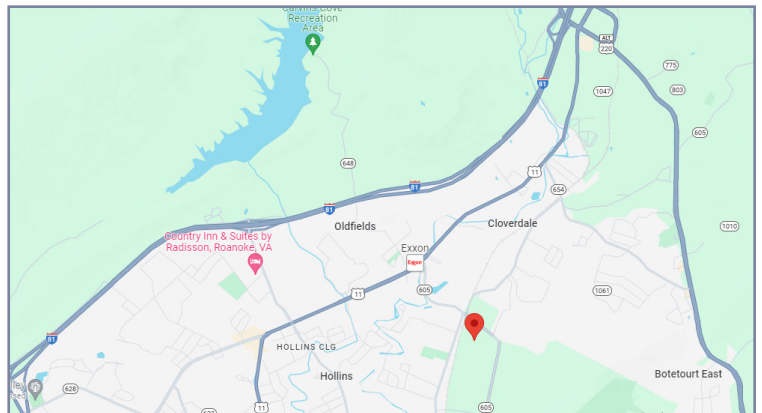 Carvins Cove
Recreation
Area
ALT
220
775
81
1047
803
605
648
11
81
654
81
Oldfields
Cloverdale
1010
Country Inn & Suites by
Radisson, Roanoke, VA
Exxon
Exxon
11
605
1061
81
HOLLINS CLG
Hollins
Botetourt East
628
11
605